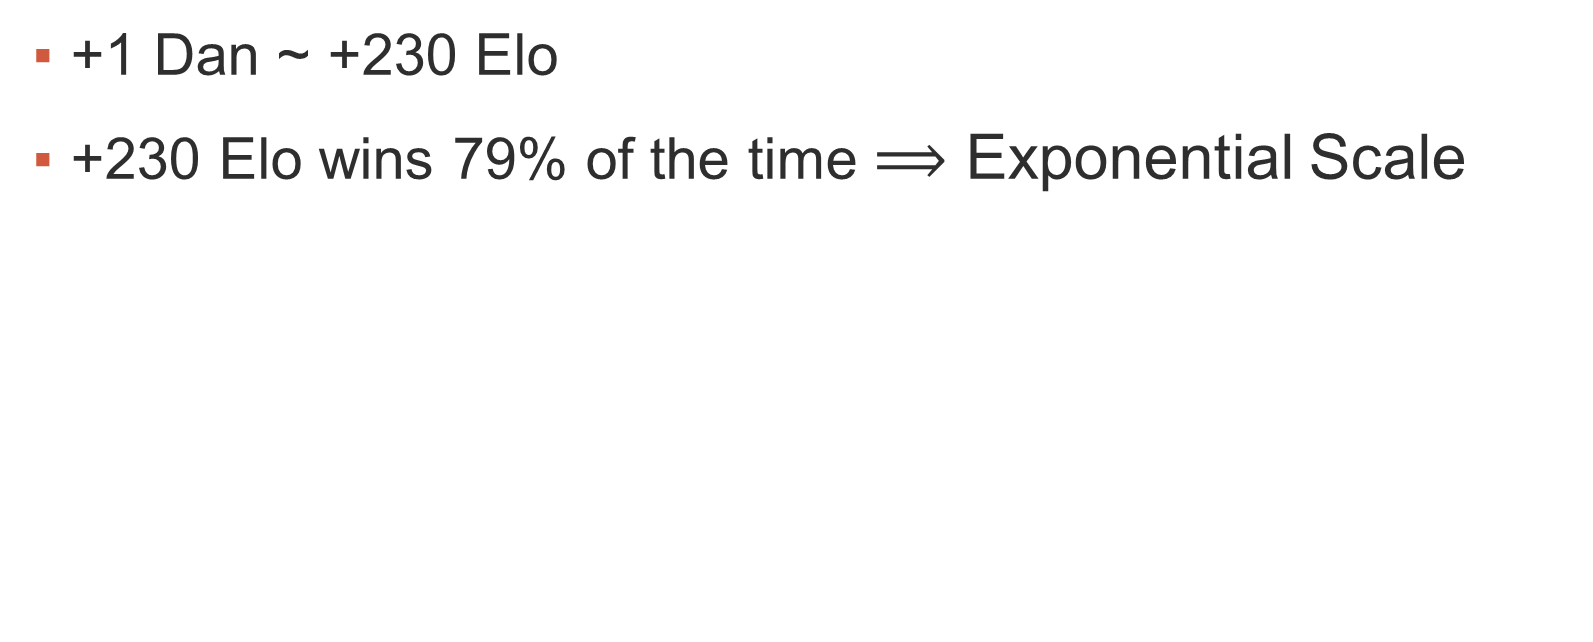 ▪ +1 Dan ~ +230 Elo
▪ +230 Elo wins 79% of the time ⟹ Exponential Scale